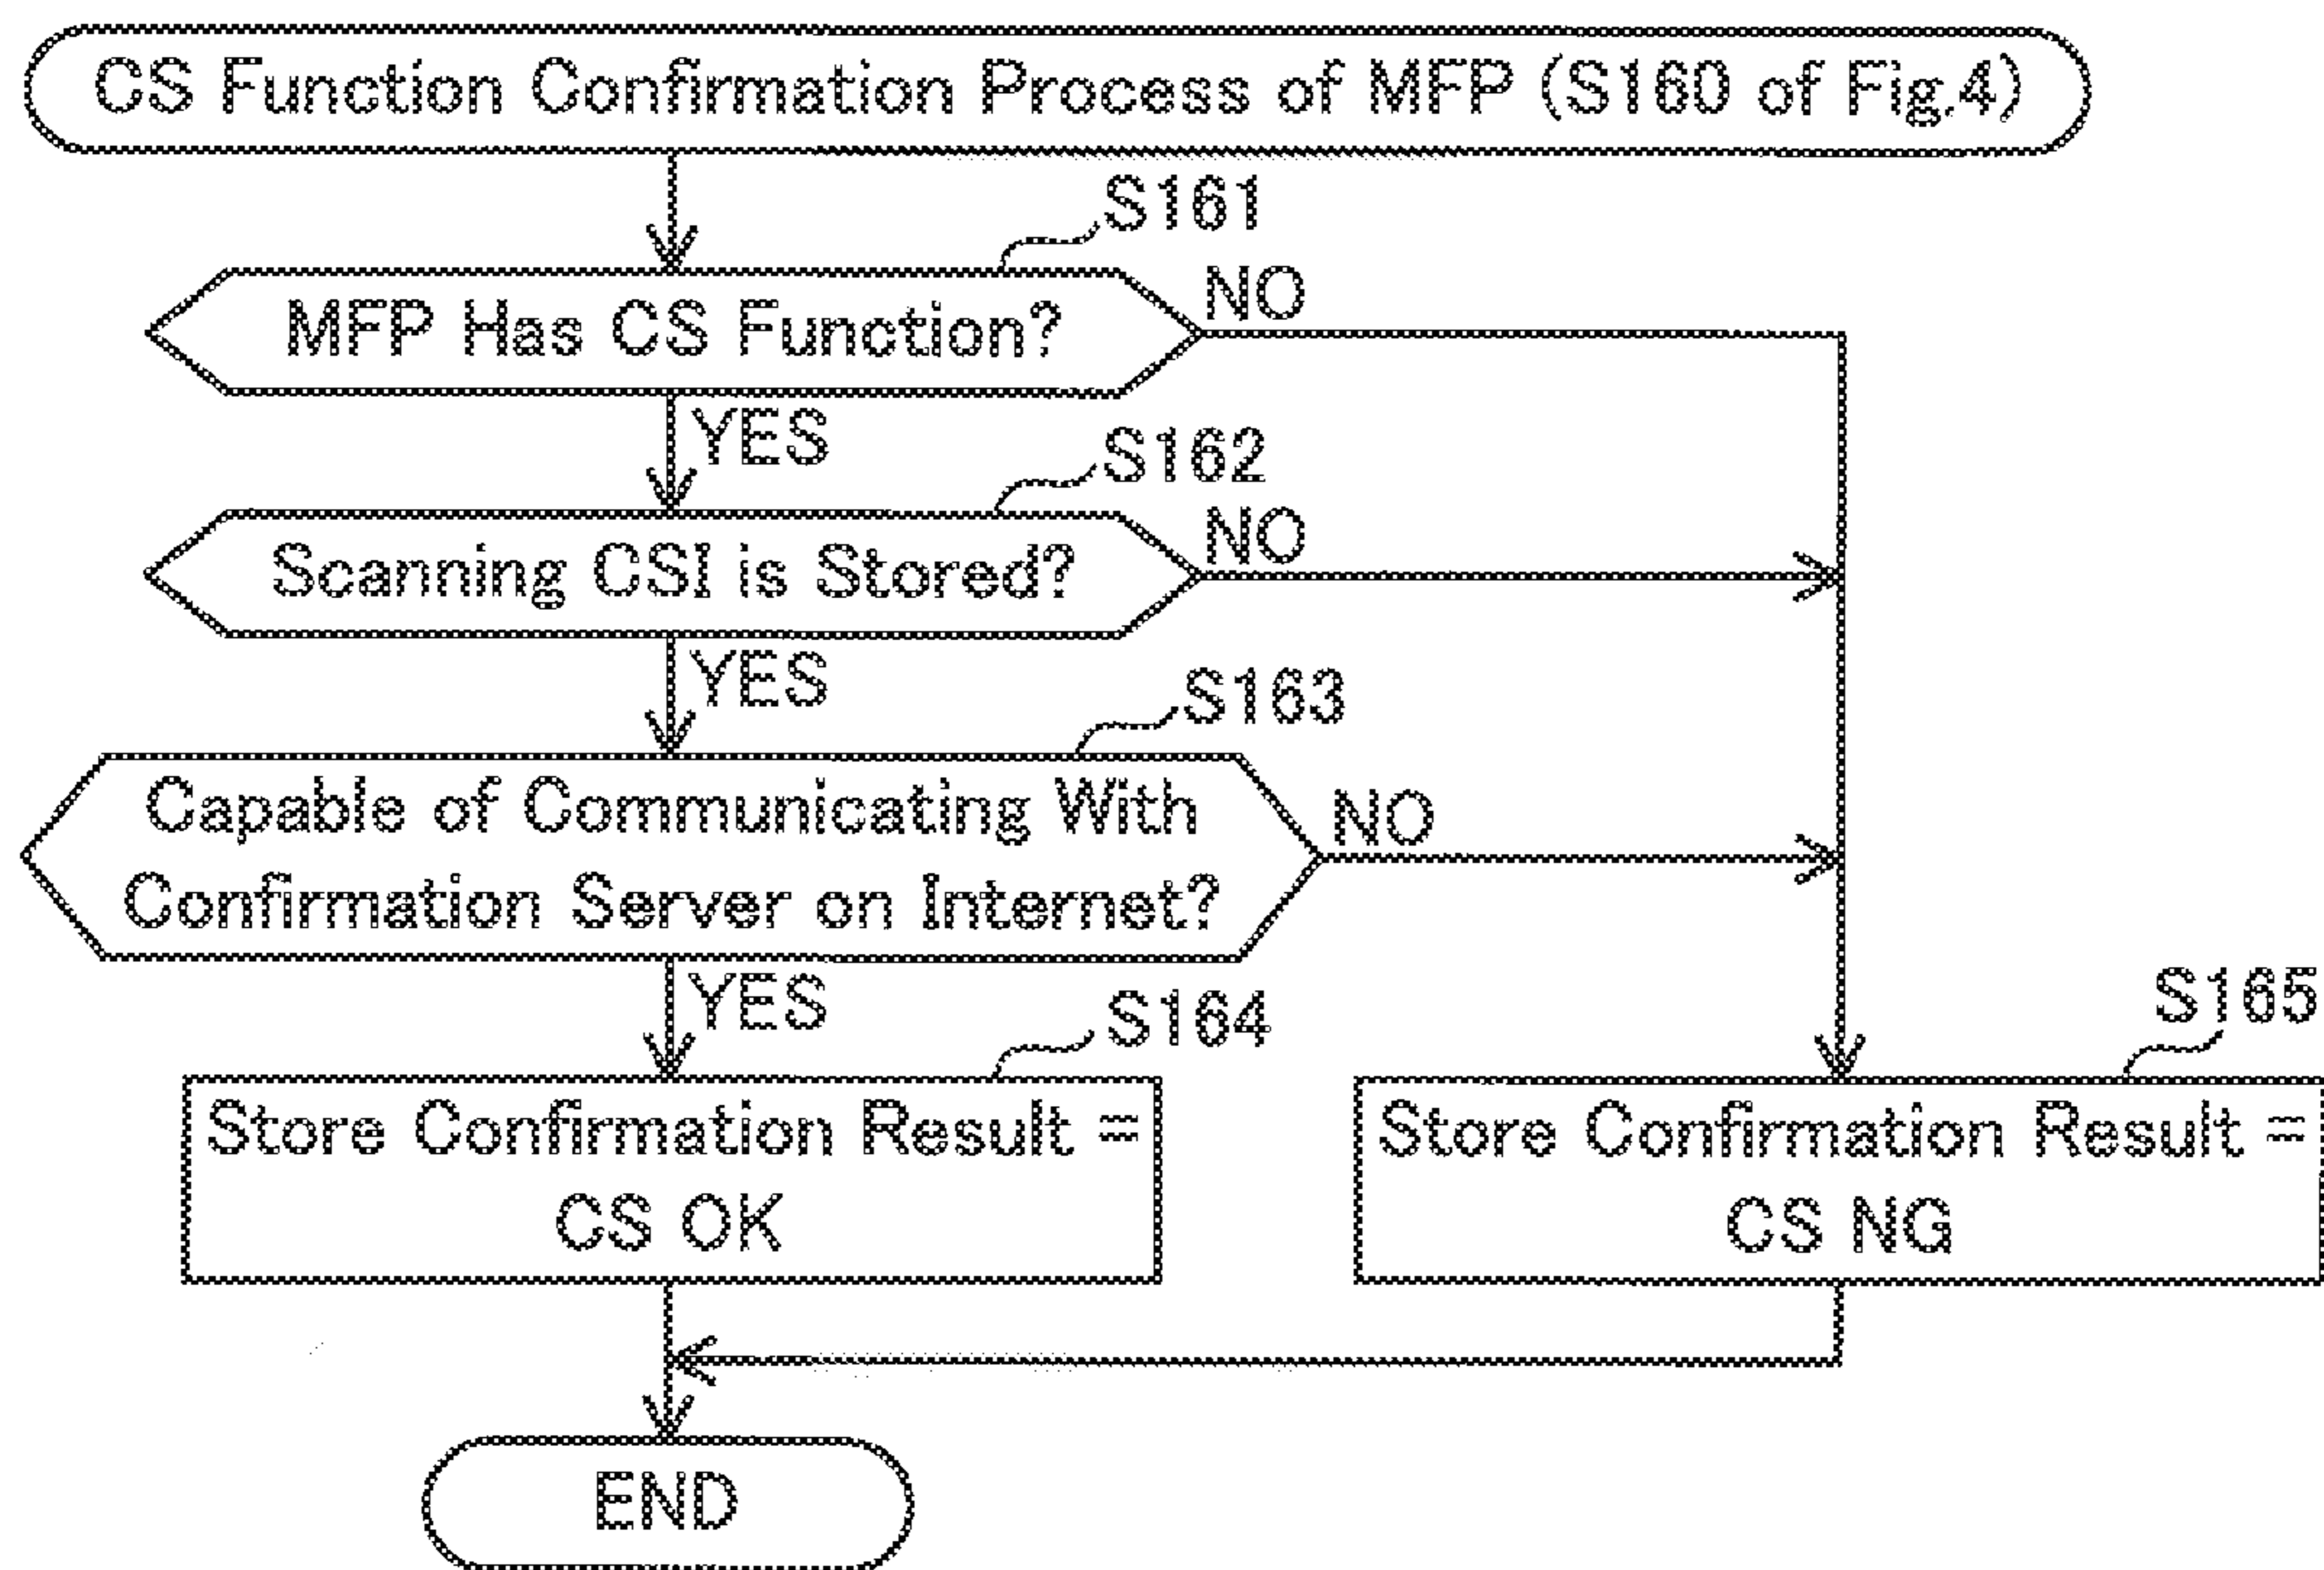 CS Function Confirmation Process of MFP (S160 of Fig.4)
S161
MFP Has CS Function?
NO
YES
S162
Scanning CSI is Stored?
NO
YES
S163
Capable of Communicating With
Confirmation Server on Internet?
NO
YES
S164
S165
Store Confirmation Result =
CS OK
Store Confirmation Result =
CS NG
END